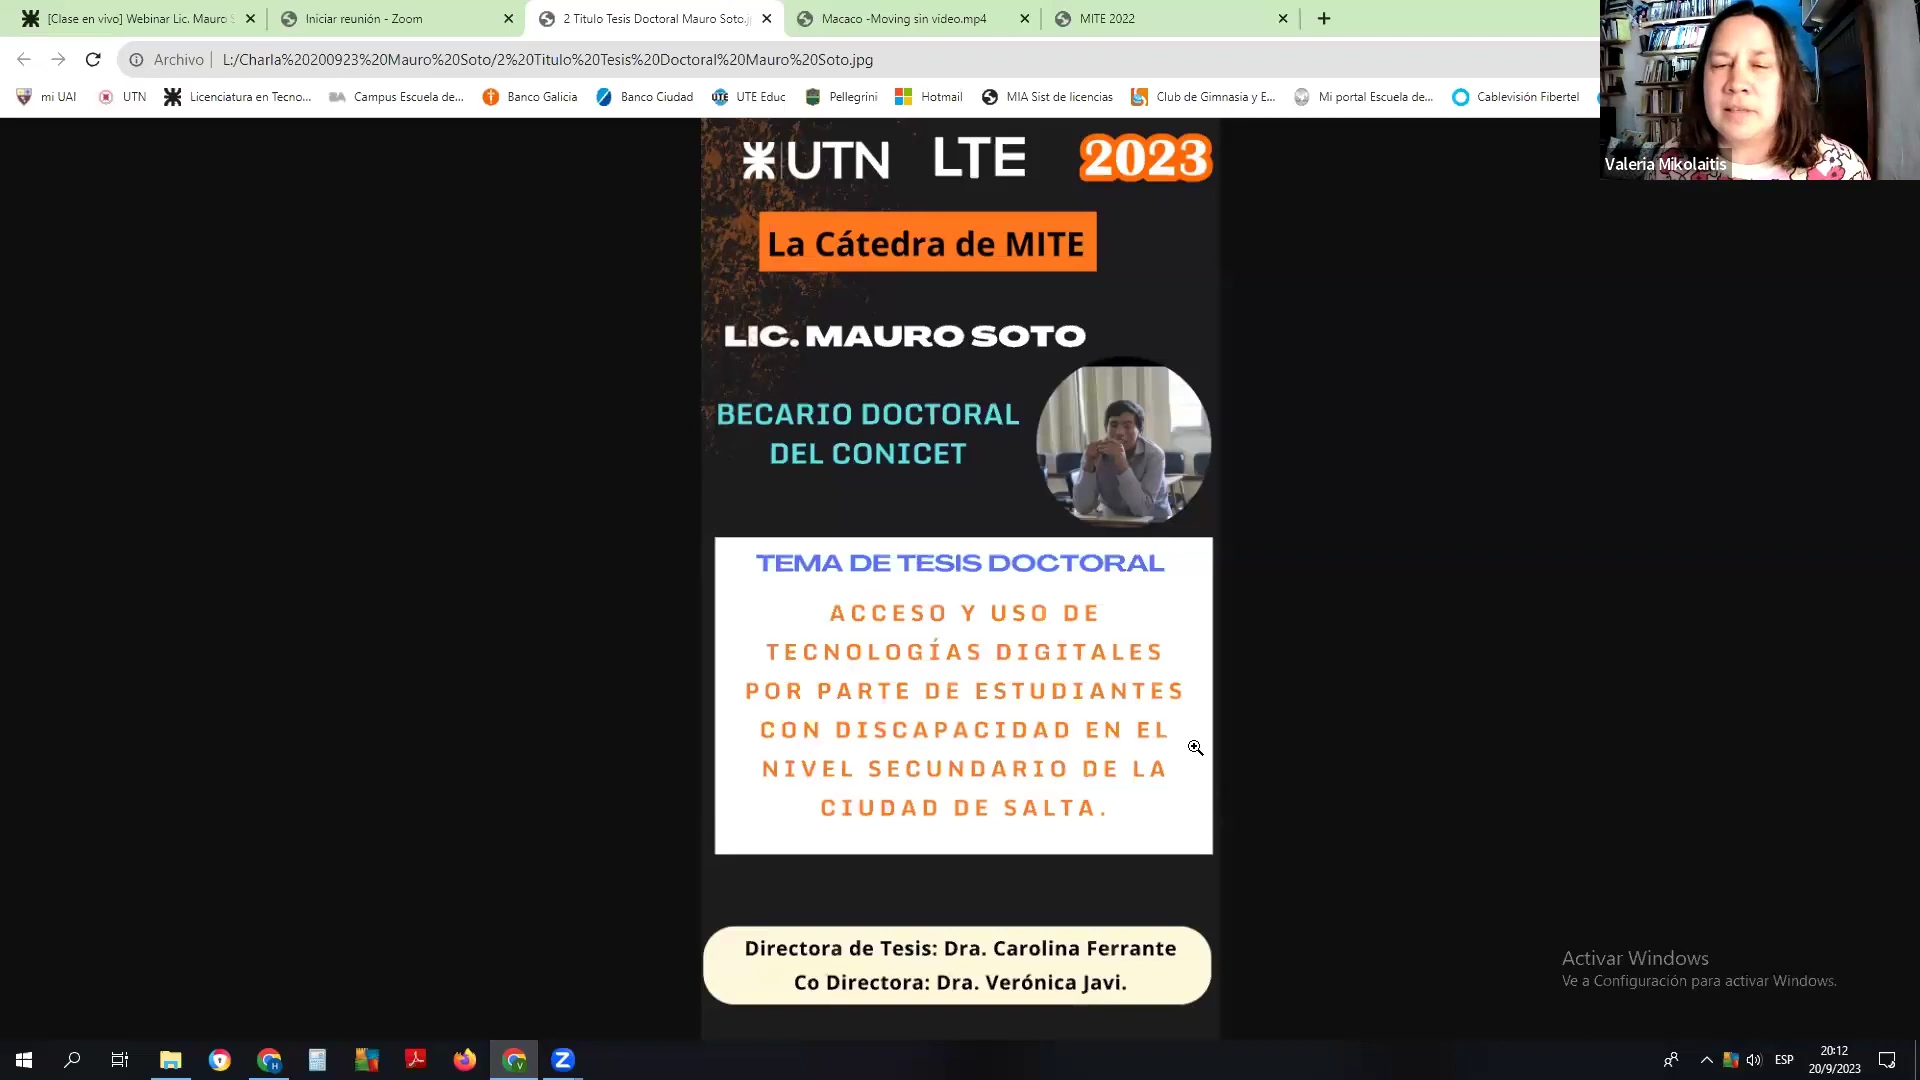 [Clase en vivo] Webinar Lic. Mauro S
Iniciar reunión - Zoom
2 Titulo Tesis Doctoral Mauro Soto.j
Macaco -Moving sin video.mp4
MITE 2022
Archivo
L:/Charla%20200923%20Mauro%20Soto/2%20Titulo%20Tesis%20Doctoral%20Mauro%20Soto.jpg
mi UAI
UTN
Licenciatura en Tecno...
Campus Escuela de...
Banco Galicia
Banco Ciudad
UTE Educ
Pellegrini
Hotmail
MIA Sist de licencias
Club de Gimnasia y E...
Mi portal Escuela de...
Cablevisión Fibertel
Valeria Mikolaitis
UTN LTE 2023
La Cátedra de MITE
LIC. MAURO SOTO
BECARIO DOCTORAL
DEL CONICET
TEMA DE TESIS DOCTORAL
ACCESO Y USO DE
TECNOLOGÍAS DIGITALES
POR PARTE DE ESTUDIANTES
CON DISCAPACIDAD EN EL
NIVEL SECUNDARIO DE LA
CIUDAD DE SALTA.
Directora de Tesis: Dra. Carolina Ferrante
Co Directora: Dra. Verónica Javi.
Activar Windows
Ve a Configuración para activar Windows.
ESP
20:12
20/9/2023